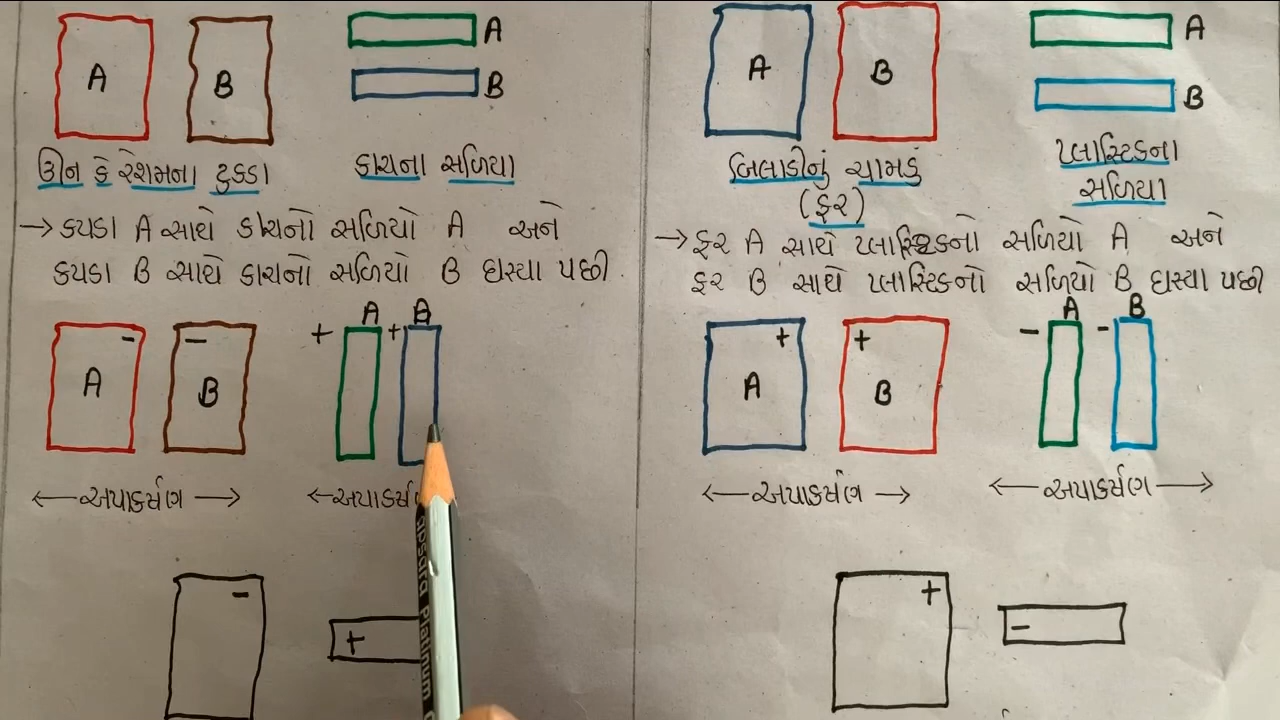 A B A
B
ઊન કે રેશમના ટુકડા
કાચના સળિયા
→ કપડા A સાથે કાચનો સળિયો A અને
કપડા B સાથે કાચનો સળિયો B ઘસ્યા પછી.
A B
+ +
- -
A B
← અપાકર્ષણ →
← અપાકર્ષણ
-
+
apsara Platinum
A B A
B
બિલાડીનું ચામડું
(ફર)
પ્લાસ્ટિકના
સળિયા
→ ફર A સાથે પ્લાસ્ટિકનો સળિયો A અને
ફર B સાથે પ્લાસ્ટિકનો સળિયો B ઘસ્યા પછી
A B
+ + - -
A B
← અપાકર્ષણ →
← અપાકર્ષણ →
+
-